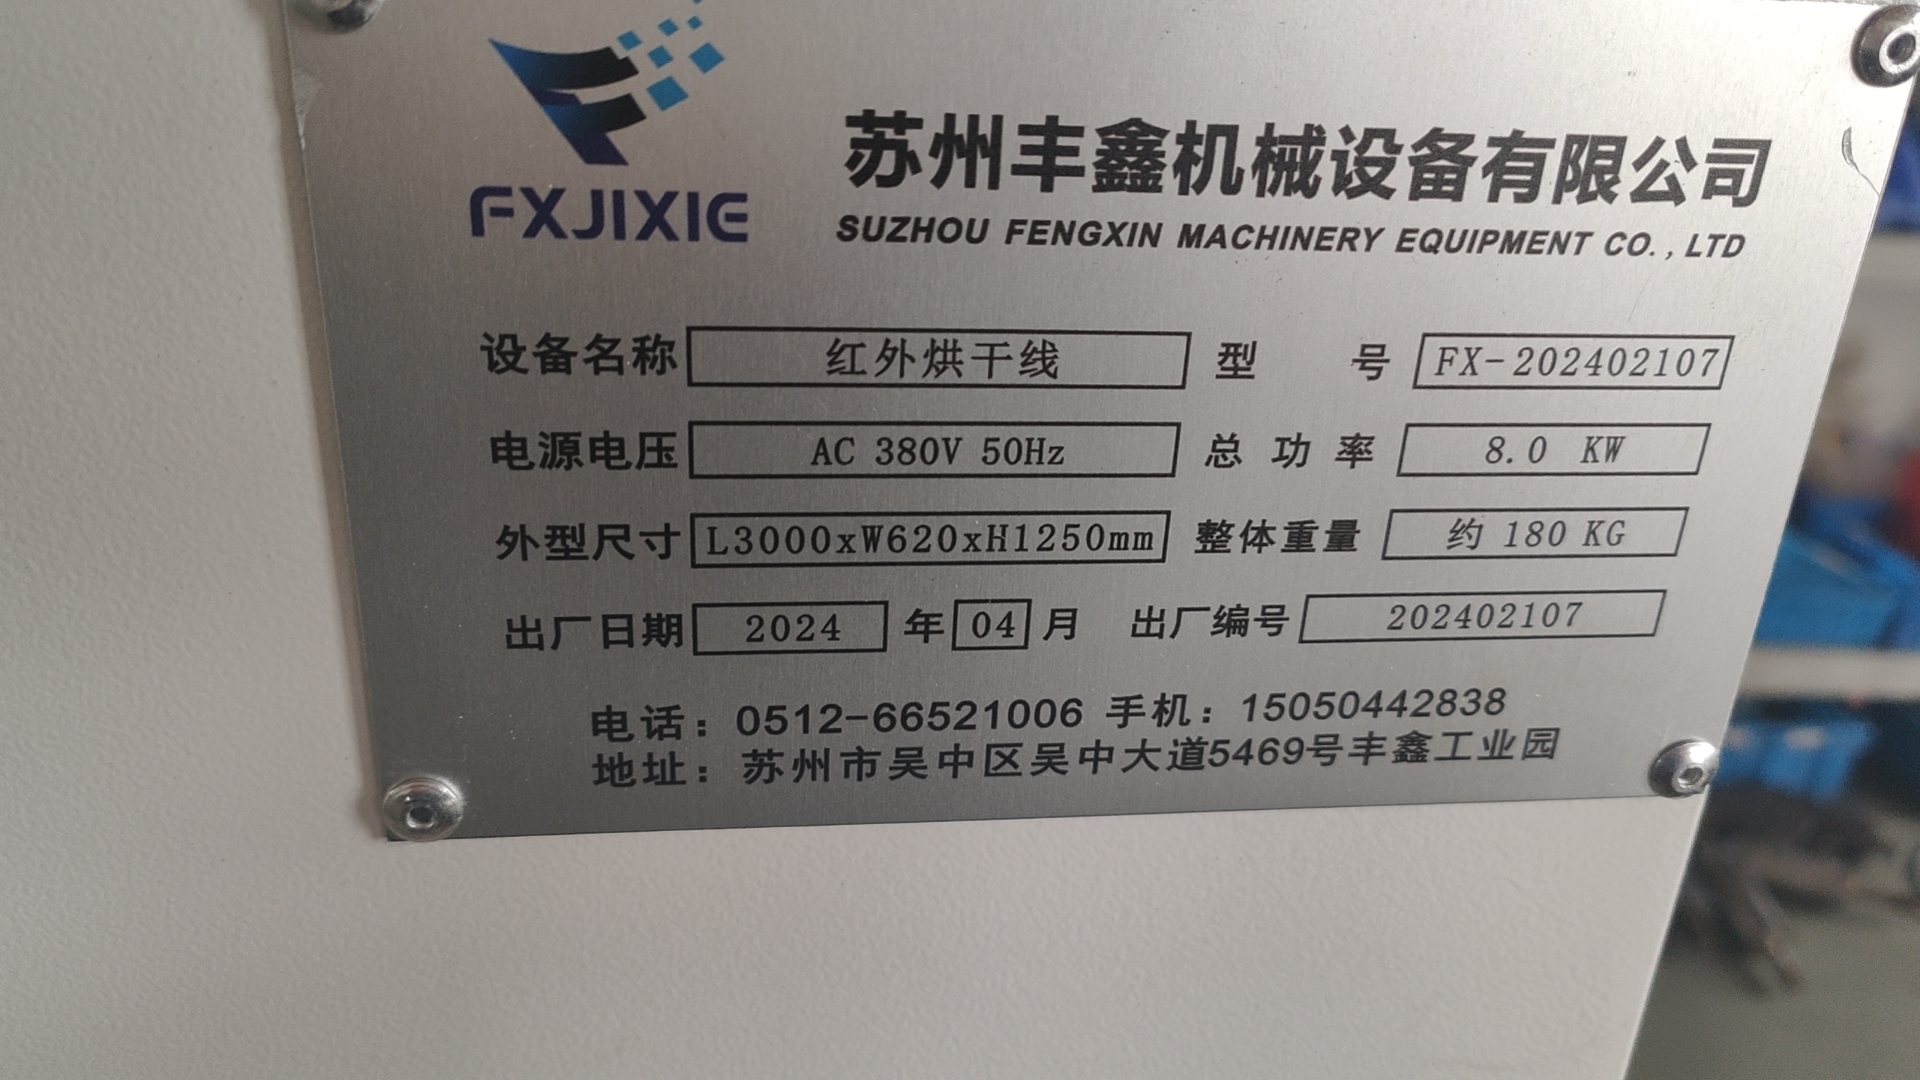 FXJIXIE
苏州丰鑫机械设备有限公司
SUZHOU FENGXIN MACHINERY EQUIPMENT CO., LTD
设备名称 红外烘干线 型 号 FX-202402107
电源电压 AC 380V 50Hz 总 功 率 8.0 KW
外型尺寸 L3000xW620xH1250mm 整体重量 约 180 KG
出厂日期 2024 年 04 月 出厂编号 202402107
电话：0512-66521006 手机：15050442838
地址：苏州市吴中区吴中大道5469号丰鑫工业园